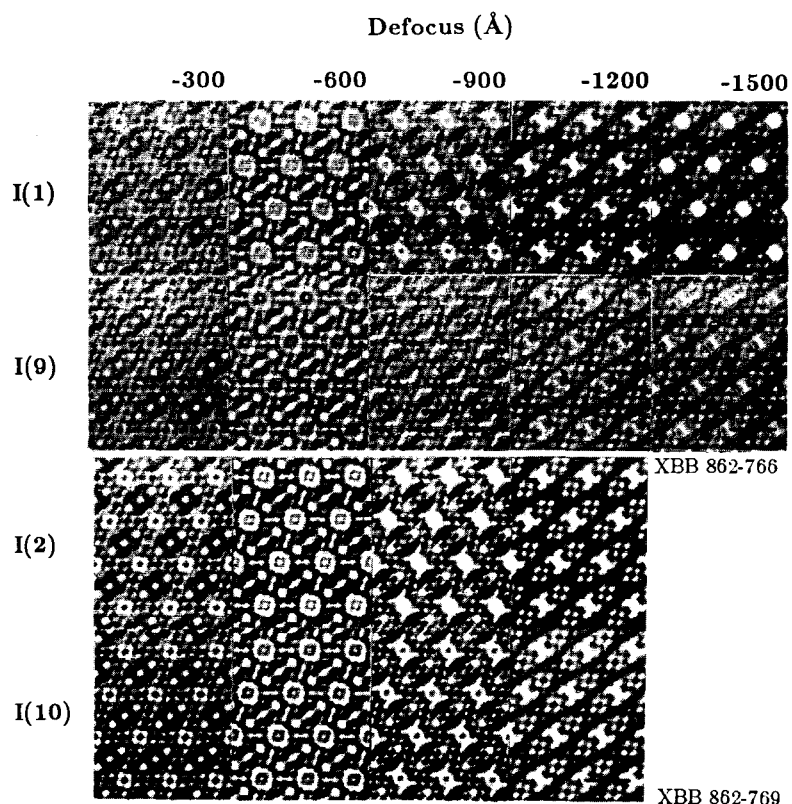 Defocus (Å)
-300 -600 -900 -1200 -1500
I(1)
I(9)
XBB 862-766
I(2)
I(10)
XBB 862-769